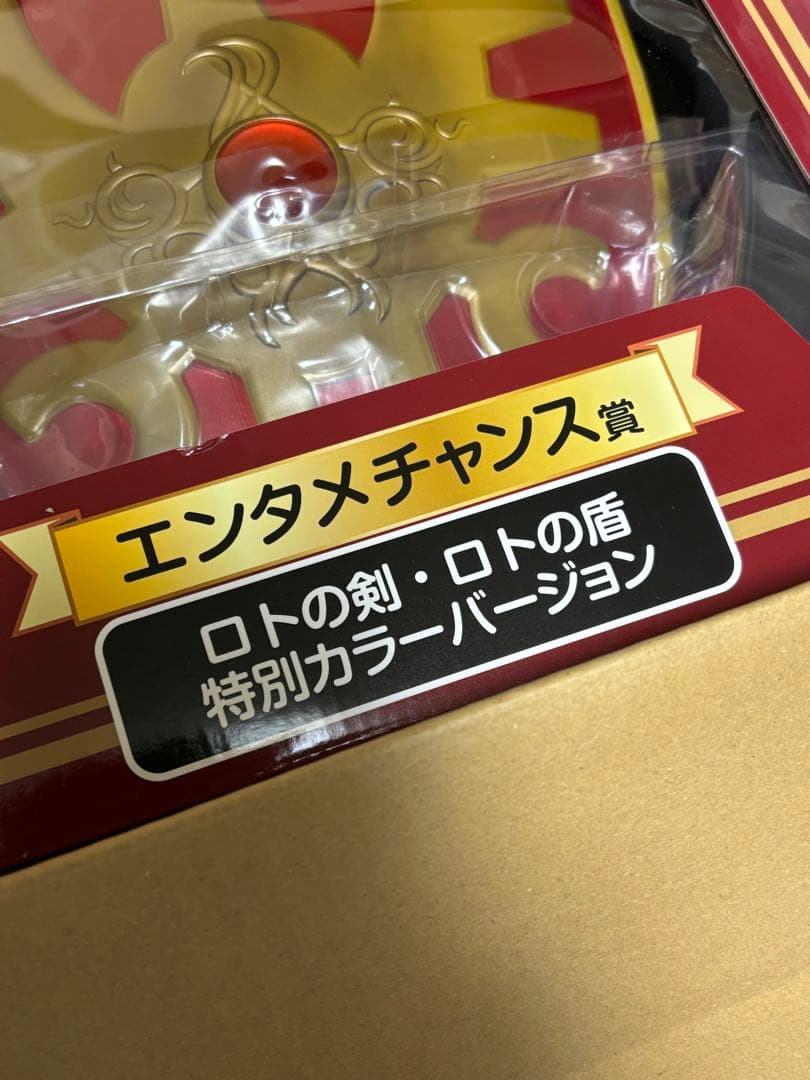 エンタメチャンス賞
ロトの剣・ロトの盾
特別カラーバージョン